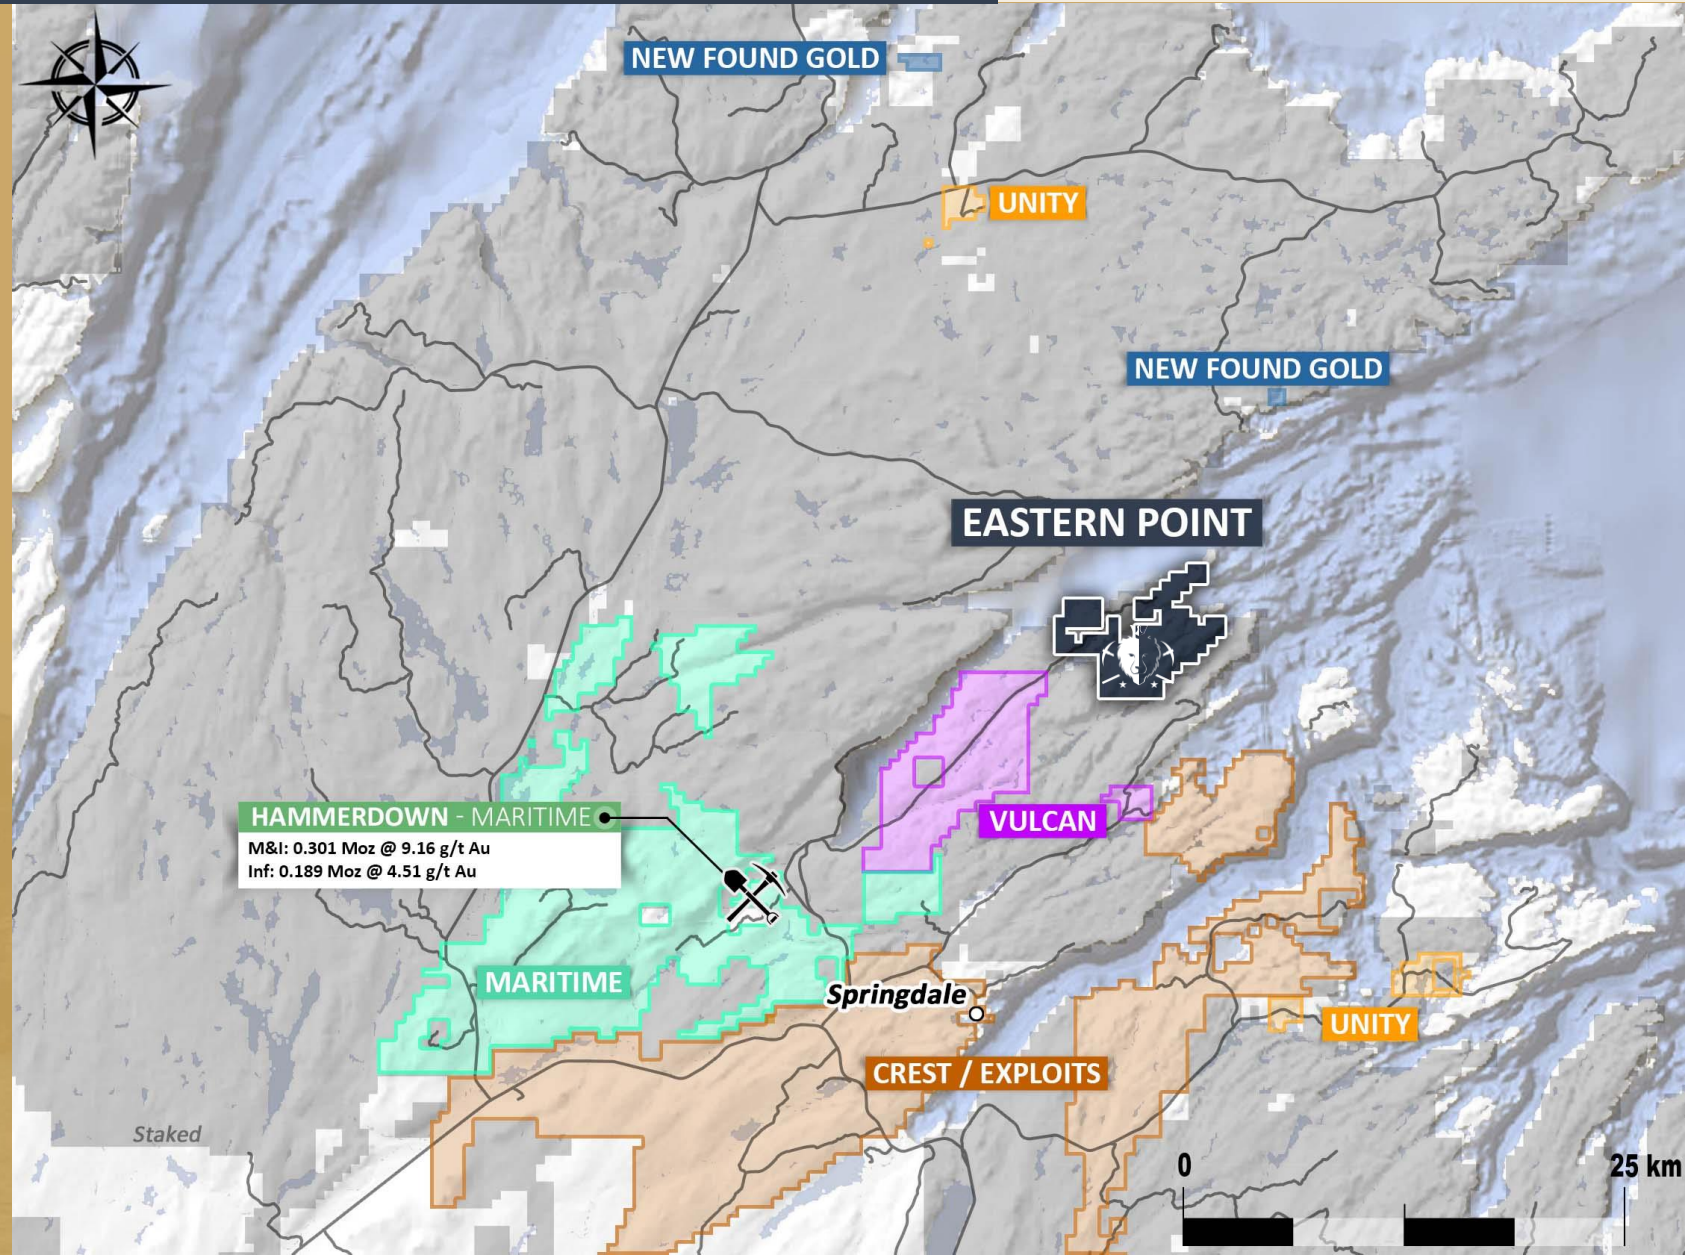 NEW FOUND GOLD
UNITY
NEW FOUND GOLD
EASTERN POINT
HAMMERDOWN - MARITIME
M&I: 0.301 Moz @ 9.16 g/t Au
Inf: 0.189 Moz @ 4.51 g/t Au
VULCAN
MARITIME
Springdale
UNITY
CREST / EXPLOITS
Staked
0 25 km